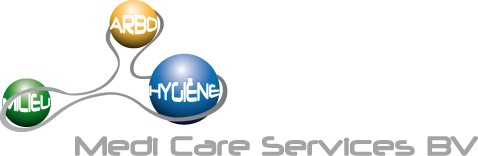 ARBO
MILIEU
HYGIËNE
Medi Care Services BV